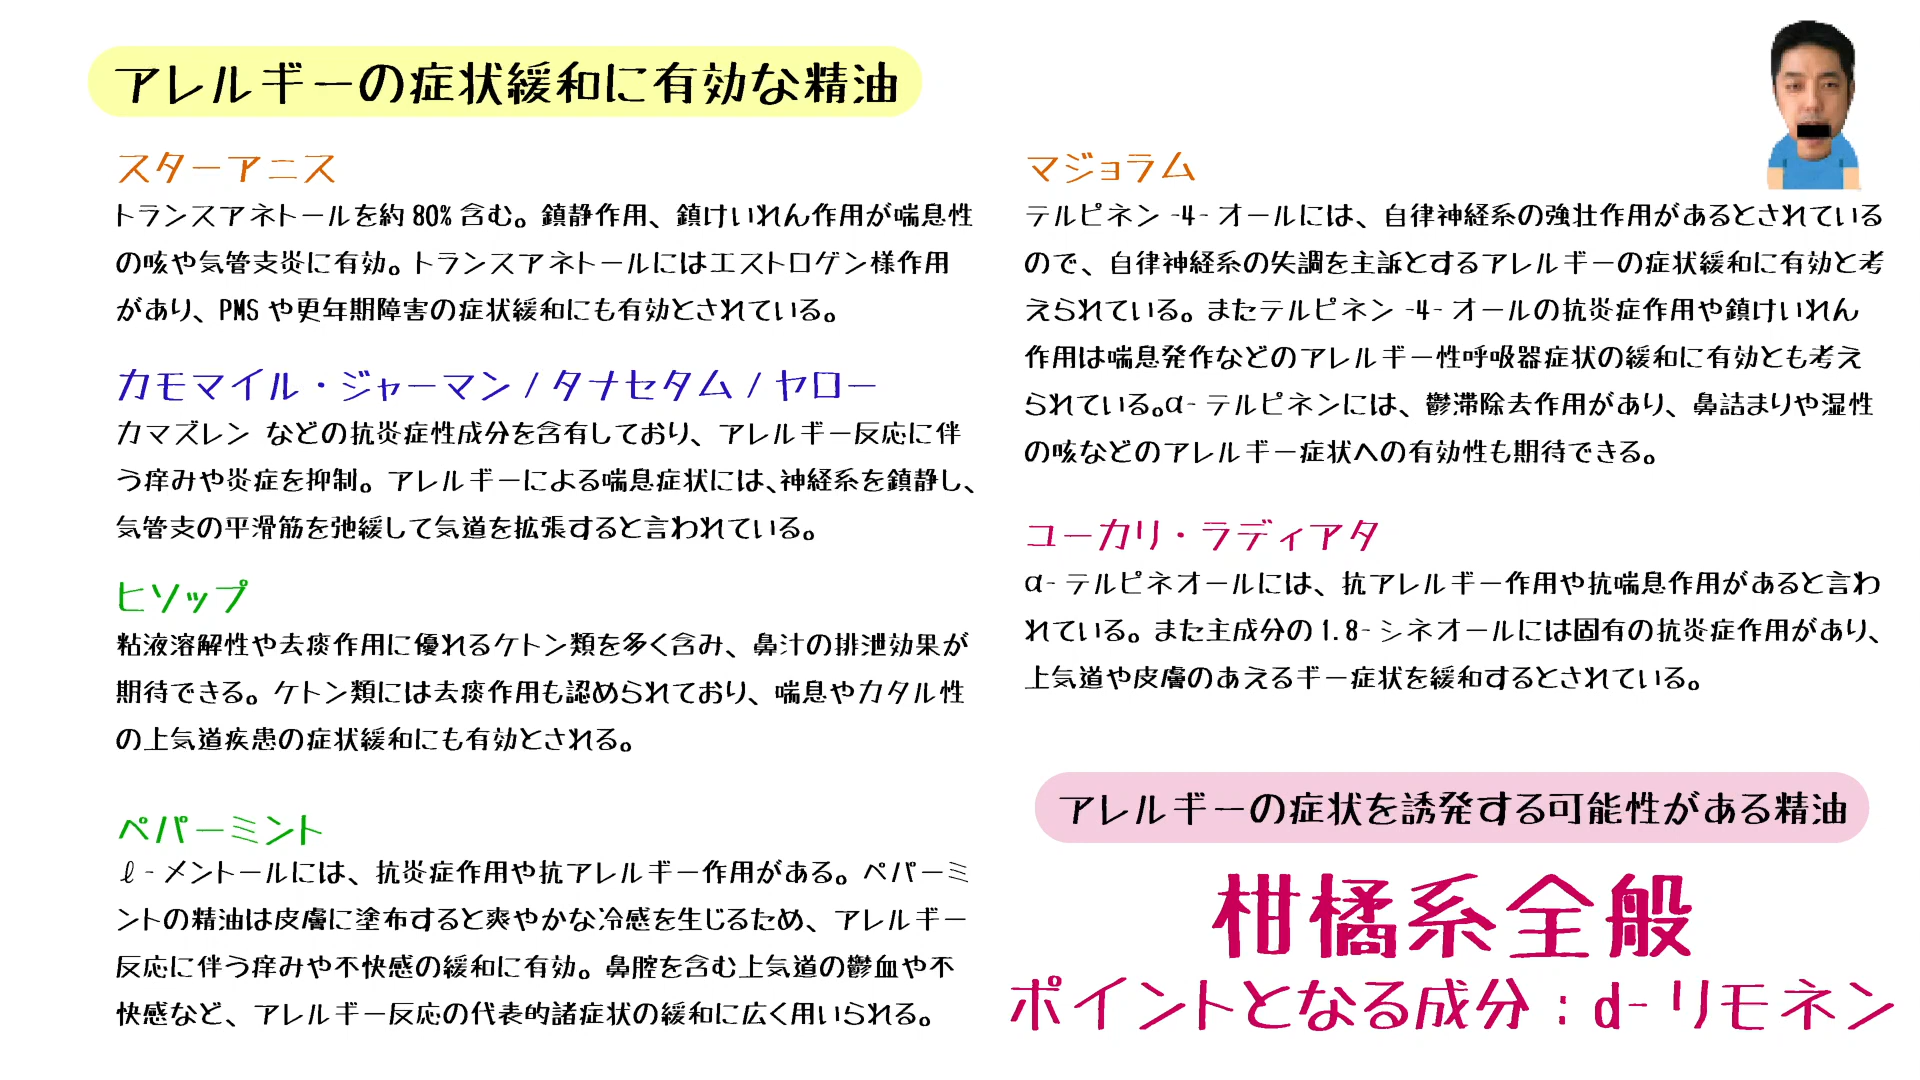 アレルギーの症状緩和に有効な精油
スターアニス
トランスアネトールを約80%含む。鎮静作用、鎮けいれん作用が喘息性
の咳や気管支炎に有効。トランスアネトールにはエストロゲン様作用
があり、PMSや更年期障害の症状緩和にも有効とされている。
カモマイル・ジャーマン / タナセタム / ヤロー
カマズレン などの抗炎症性成分を含有しており、アレルギー反応に伴
う痒みや炎症を抑制。アレルギーによる喘息症状には、神経系を鎮静し、
気管支の平滑筋を弛緩して気道を拡張すると言われている。
ヒソップ
粘液溶解性や去痰作用に優れるケトン類を多く含み、鼻汁の排泄効果が
期待できる。ケトン類には去痰作用も認められており、喘息やカタル性
の上気道疾患の症状緩和にも有効とされる。
ペパーミント
ℓ-メントールには、抗炎症作用や抗アレルギー作用がある。ペパーミ
ントの精油は皮膚に塗布すると爽やかな冷感を生じるため、アレルギー
反応に伴う痒みや不快感の緩和に有効。鼻腔を含む上気道の鬱血や不
快感など、アレルギー反応の代表的諸症状の緩和に広く用いられる。
マジョラム
テルピネン-4-オールには、自律神経系の強壮作用があるとされている
ので、自律神経系の失調を主訴とするアレルギーの症状緩和に有効と考
えられている。またテルピネン-4-オールの抗炎症作用や鎮けいれん
作用は喘息発作などのアレルギー性呼吸器症状の緩和に有効とも考え
られている。α-テルピネンには、鬱滞除去作用があり、鼻詰まりや湿性
の咳などのアレルギー症状への有効性も期待できる。
ユーカリ・ラディアタ
α-テルピネオールには、抗アレルギー作用や抗喘息作用があると言わ
れている。また主成分の1.8-シネオールには固有の抗炎症作用があり、
上気道や皮膚のあえるギー症状を緩和するとされている。
アレルギーの症状を誘発する可能性がある精油
柑橘系全般
ポイントとなる成分：d-リモネン